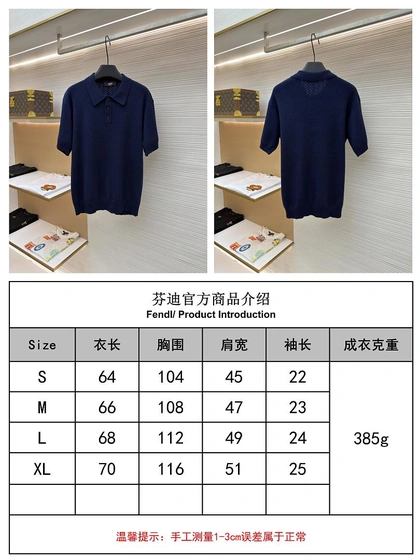 芬迪官方商品介绍
Fendi/ Product Introduction
Size 衣长 胸围 肩宽 袖长 成衣克重
S 64 104 45 22
M 66 108 47 23
L 68 112 49 24
XL 70 116 51 25
385g
温馨提示: 手工测量1-3cm误差属于正常